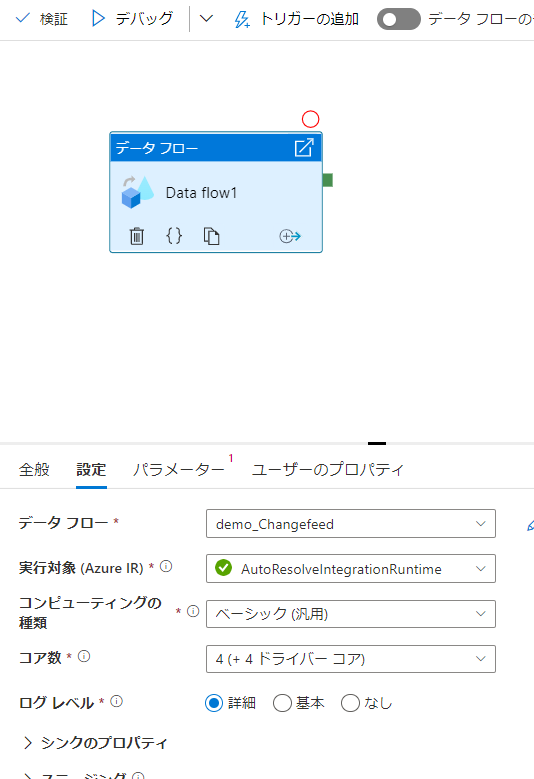 検証 デバッグ トリガーの追加 データ フローの
データ フロー
Data flow1
{}
全般 設定 パラメーター 1 ユーザーのプロパティ
データ フロー * demo_Changefeed
実行対象 (Azure IR) * AutoResolveIntegrationRuntime
コンピューティングの
種類 * ベーシック (汎用)
コア数 * 4 (+ 4 ドライバー コア)
ログ レベル * 詳細 基本 なし
シンクのプロパティ